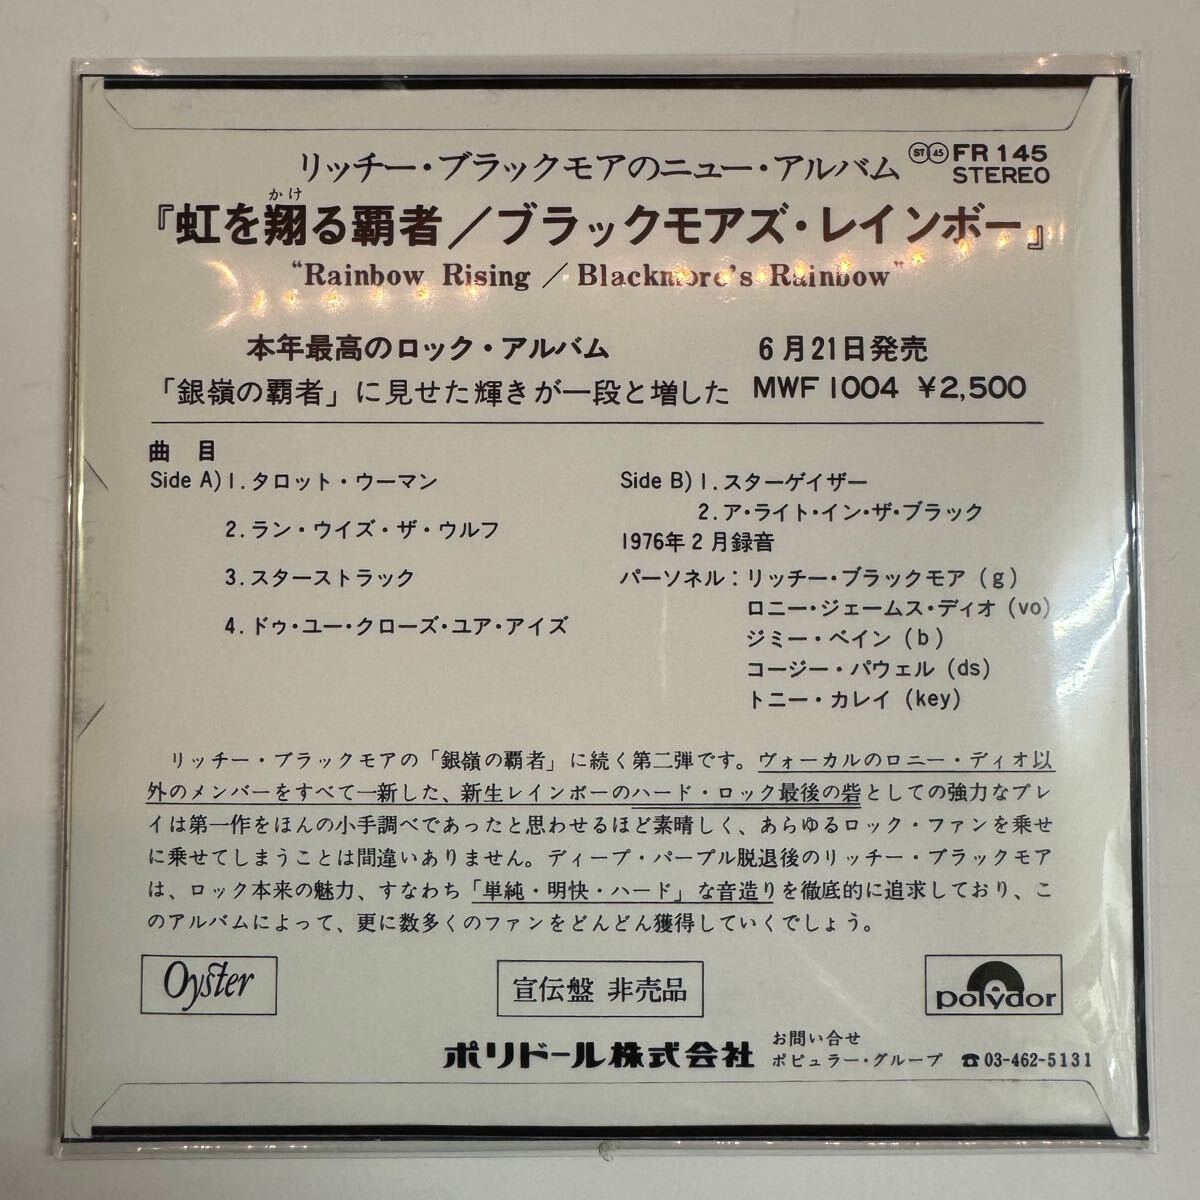 リッチー・ブラックモアのニュー・アルバム ST 45 FR 145
STEREO
かけ
『虹を翔る覇者／ブラックモアズ・レインボー』
“Rainbow Rising / Blackmore's Rainbow”
本年最高のロック・アルバム 6月21日発売
「銀嶺の覇者」に見せた輝きが一段と増した MWF 1004 ¥2,500
曲 目
Side A) 1. タロット・ウーマン
2. ラン・ウイズ・ザ・ウルフ
3. スターストラック
4. ドゥ・ユー・クローズ・ユア・アイズ
Side B) 1. スターゲイザー
2. ア・ライト・イン・ザ・ブラック
1976年2月録音
パーソネル：リッチー・ブラックモア (g)
ロニー・ジェームス・ディオ (vo)
ジミー・ベイン (b)
コージー・パウェル (ds)
トニー・カレイ (key)
リッチー・ブラックモアの「銀嶺の覇者」に続く第二弾です。ヴォーカルのロニー・ディオ以
外のメンバーをすべて一新した、新生レインボーのハード・ロック最後の砦としての強力なプレ
イは第一作をほんの小手調べであったと思わせるほど素晴しく、あらゆるロック・ファンを乗せ
に乗せてしまうことは間違いありません。ディープ・パープル脱退後のリッチー・ブラックモア
は、ロック本来の魅力、すなわち「単純・明快・ハード」な音造りを徹底的に追求しており、こ
のアルバムによって、更に数多くのファンをどんどん獲得していくでしょう。
Oyster
宣伝盤 非売品
polydor
ポリドール株式会社
お問い合せ
ポピュラー・グループ ☎03-462-5131